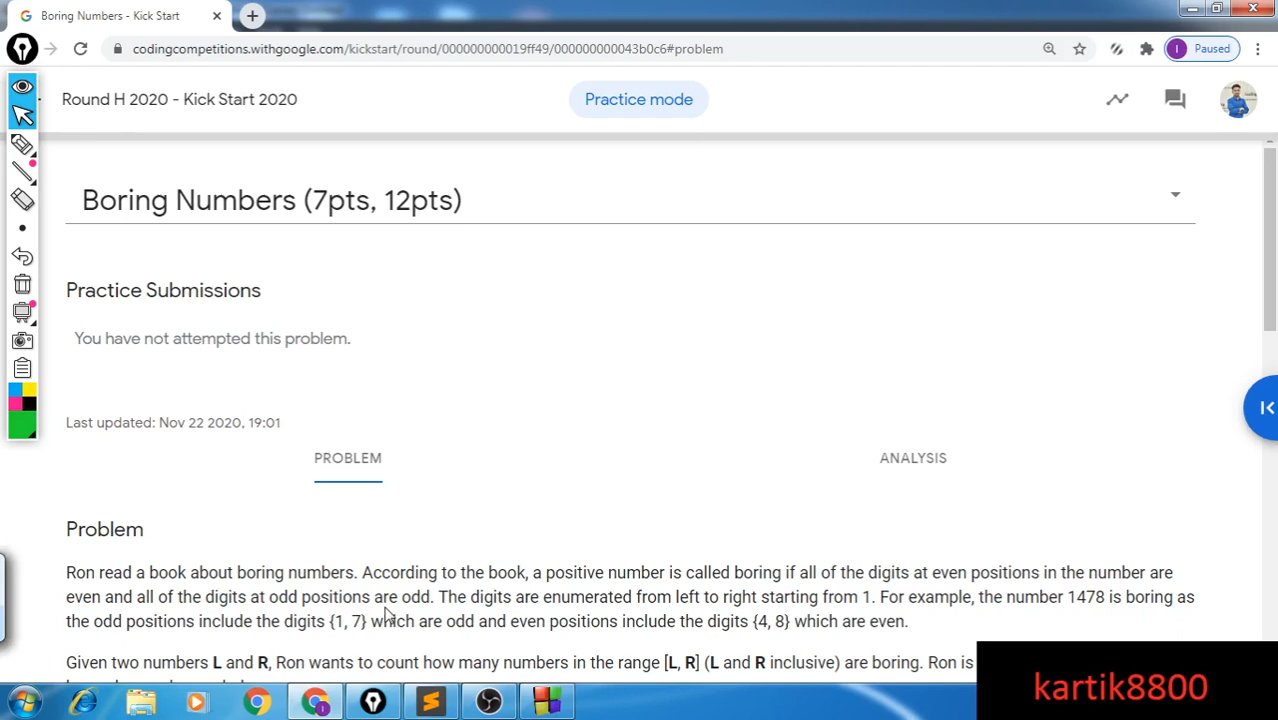 Boring Numbers - Kick Start
codingcompetitions.withgoogle.com/kickstart/round/000000000019ff49/000000000043b0c6#problem
I Paused
Round H 2020 - Kick Start 2020
Practice mode
Boring Numbers (7pts, 12pts)
Practice Submissions
You have not attempted this problem.
Last updated: Nov 22 2020, 19:01
PROBLEM ANALYSIS
Problem
Ron read a book about boring numbers. According to the book, a positive number is called boring if all of the digits at even positions in the number are
even and all of the digits at odd positions are odd. The digits are enumerated from left to right starting from 1. For example, the number 1478 is boring as
the odd positions include the digits {1, 7} which are odd and even positions include the digits {4, 8} which are even.
Given two numbers L and R, Ron wants to count how many numbers in the range [L, R] (L and R inclusive) are boring. Ron is
kartik8800